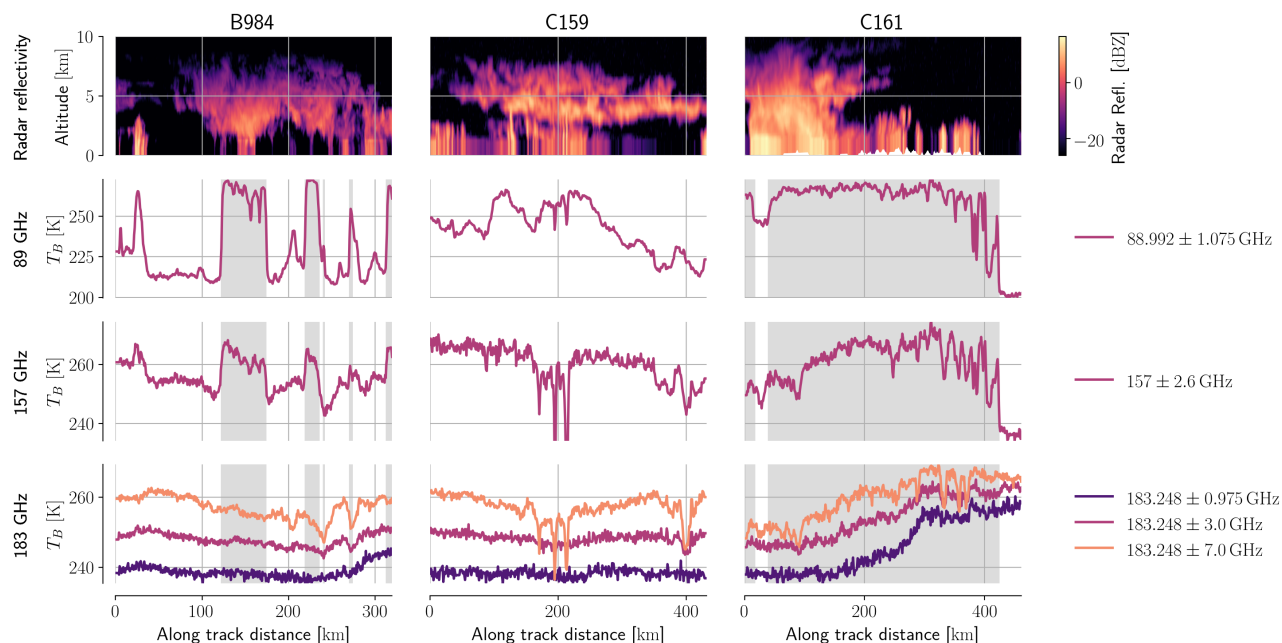 B984 C159 C161
Radar reflectivity
Altitude [km]
10
5
0
0
−20
Radar Refl. [dBZ]
89 GHz
T_B [K]
250
225
200
88.992 ± 1.075 GHz
157 GHz
T_B [K]
260
240
157 ± 2.6 GHz
183 GHz
T_B [K]
260
240
183.248 ± 0.975 GHz
183.248 ± 3.0 GHz
183.248 ± 7.0 GHz
0 100 200 300 0 200 400 0 200 400
Along track distance [km] Along track distance [km] Along track distance [km]